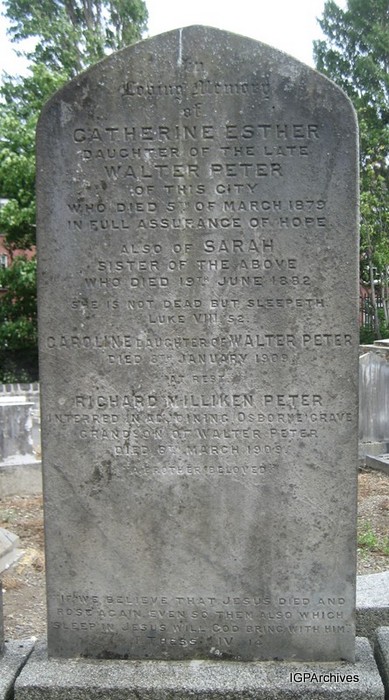 In
Loving Memory
of
CATHERINE ESTHER
DAUGHTER OF THE LATE
WALTER PETER
OF THIS CITY
WHO DIED 5TH OF MARCH 1879
IN FULL ASSURANCE OF HOPE
ALSO OF SARAH
SISTER OF THE ABOVE
WHO DIED 19TH JUNE 1882
SHE IS NOT DEAD BUT SLEEPETH
LUKE VIII 52.
CAROLINE DAUGHTER OF WALTER PETER
DIED 8TH JANUARY 1909.
AT REST
RICHARD MILLIKEN PETER
INTERRED IN ADJOINING OSBORNE GRAVE
GRANDSON OF WALTER PETER
DIED 6TH MARCH 1909.
"A BROTHER BELOVED"
"IF WE BELIEVE THAT JESUS DIED AND
ROSE AGAIN, EVEN SO THEM ALSO WHICH
SLEEP IN JESUS WILL GOD BRING WITH HIM.
IV
IGPArchives